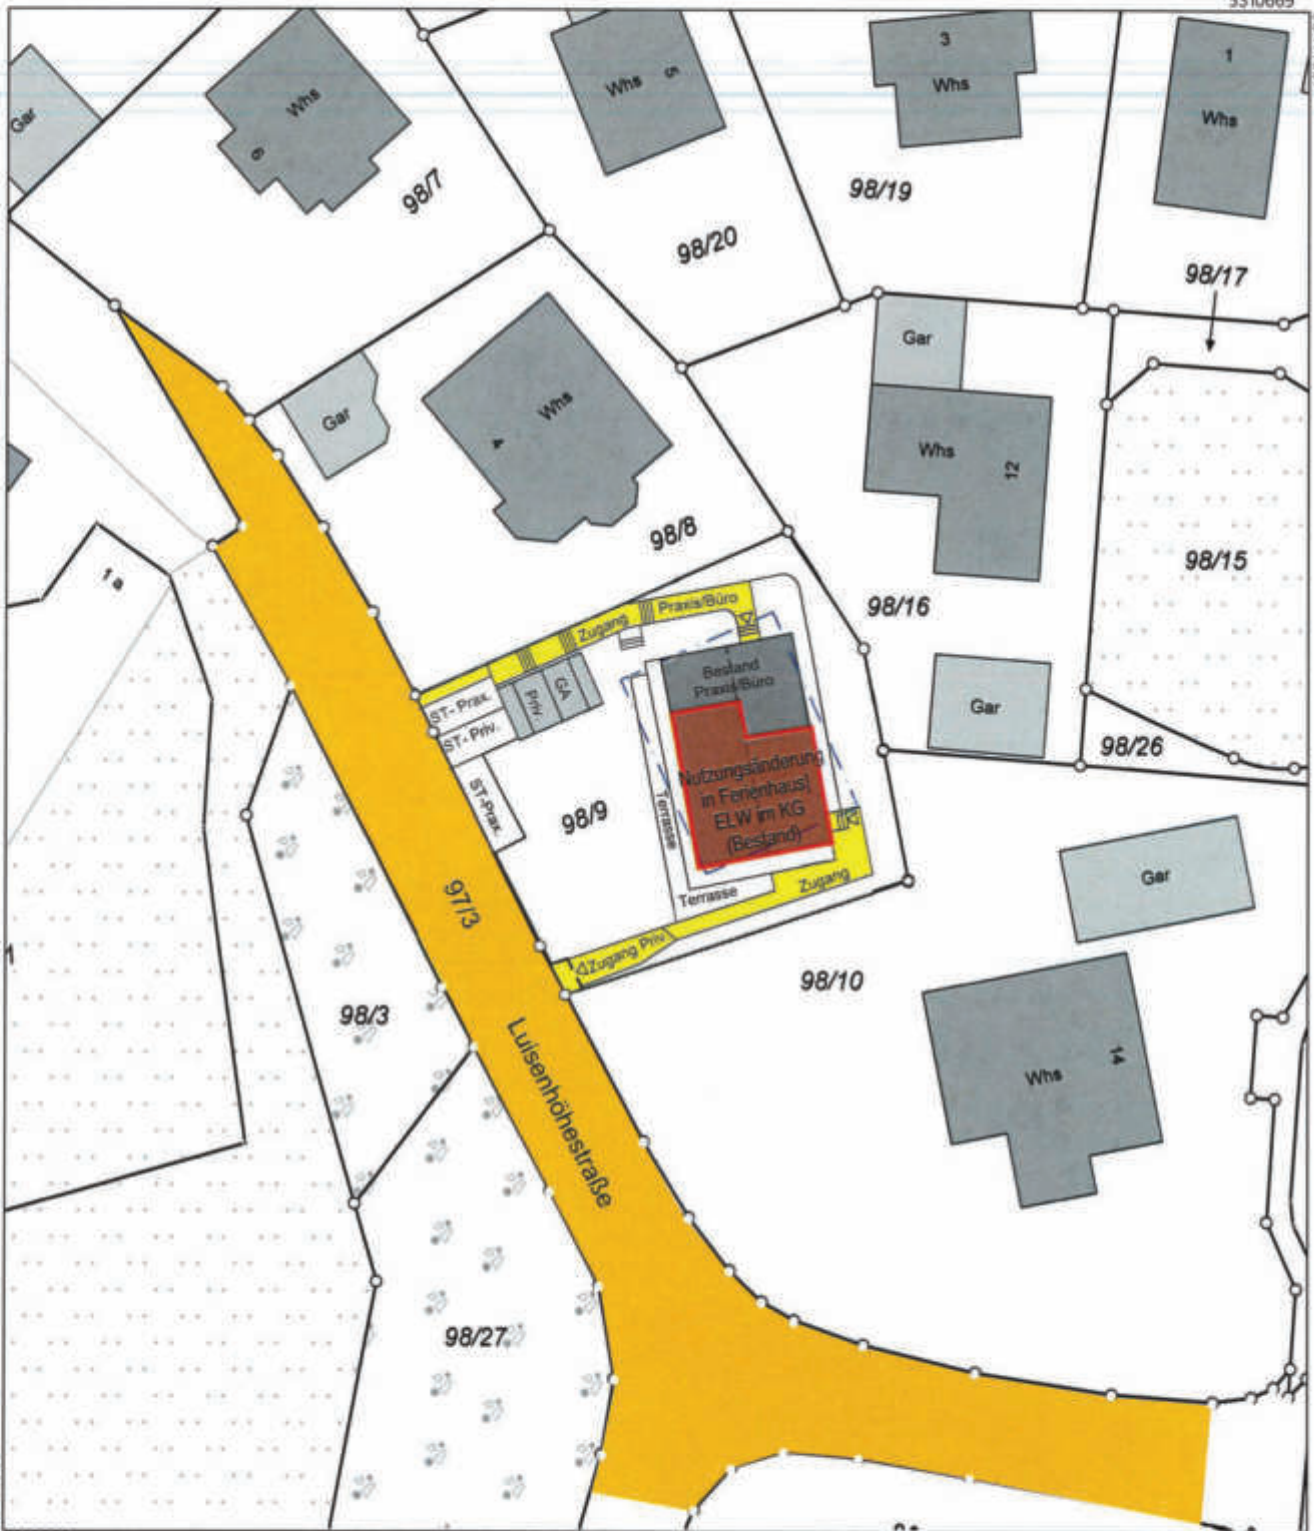 3310669
Gar
Whs
6
98/7
Whs
5
98/20
3
Whs
98/19
1
Whs
98/17
Gar
Whs
4
98/8
Gar
Whs
12
98/15
98/16
1 a
Praxis/Büro
Zugang
Bestand
Praxis/Büro
ST- Prax.
ST- Priv.
Priv
GA
ST-Prax.
Gar
98/26
Nutzungsänderung
in Ferienhaus
ELW im KG
(Bestand)
Terrasse
98/9
Terrasse
Zugang
Zugang Priv
Gar
97/3
98/10
98/3
1
Luisenhöhestraße
Whs
14
98/27